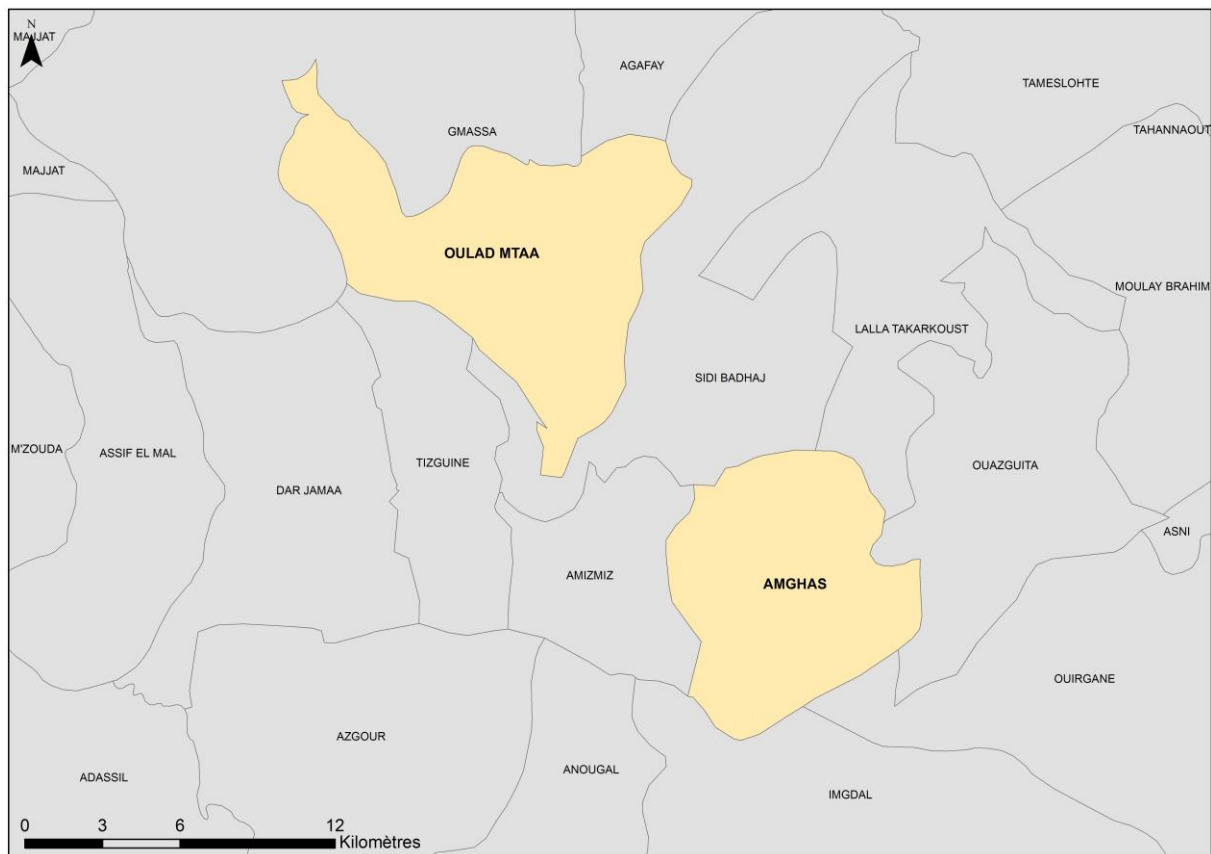 N
MAJJAT
AGAFAY
TAMESLOHTE
GMASSA
TAHANNAOUT
MAJJAT
OULAD MTAA
MOULAY BRAHIM
LALLA TAKARKOUST
SIDI BADHAJ
M'ZOUDA
ASSIF EL MAL
TIZGUINE
OUAZGUITA
DAR JAMAA
ASNI
AMIZMIZ
AMGHAS
OUIRGANE
AZGOUR
ANOUGAL
ADASSIL
IMGDAL
0 3 6 12
Kilomètres